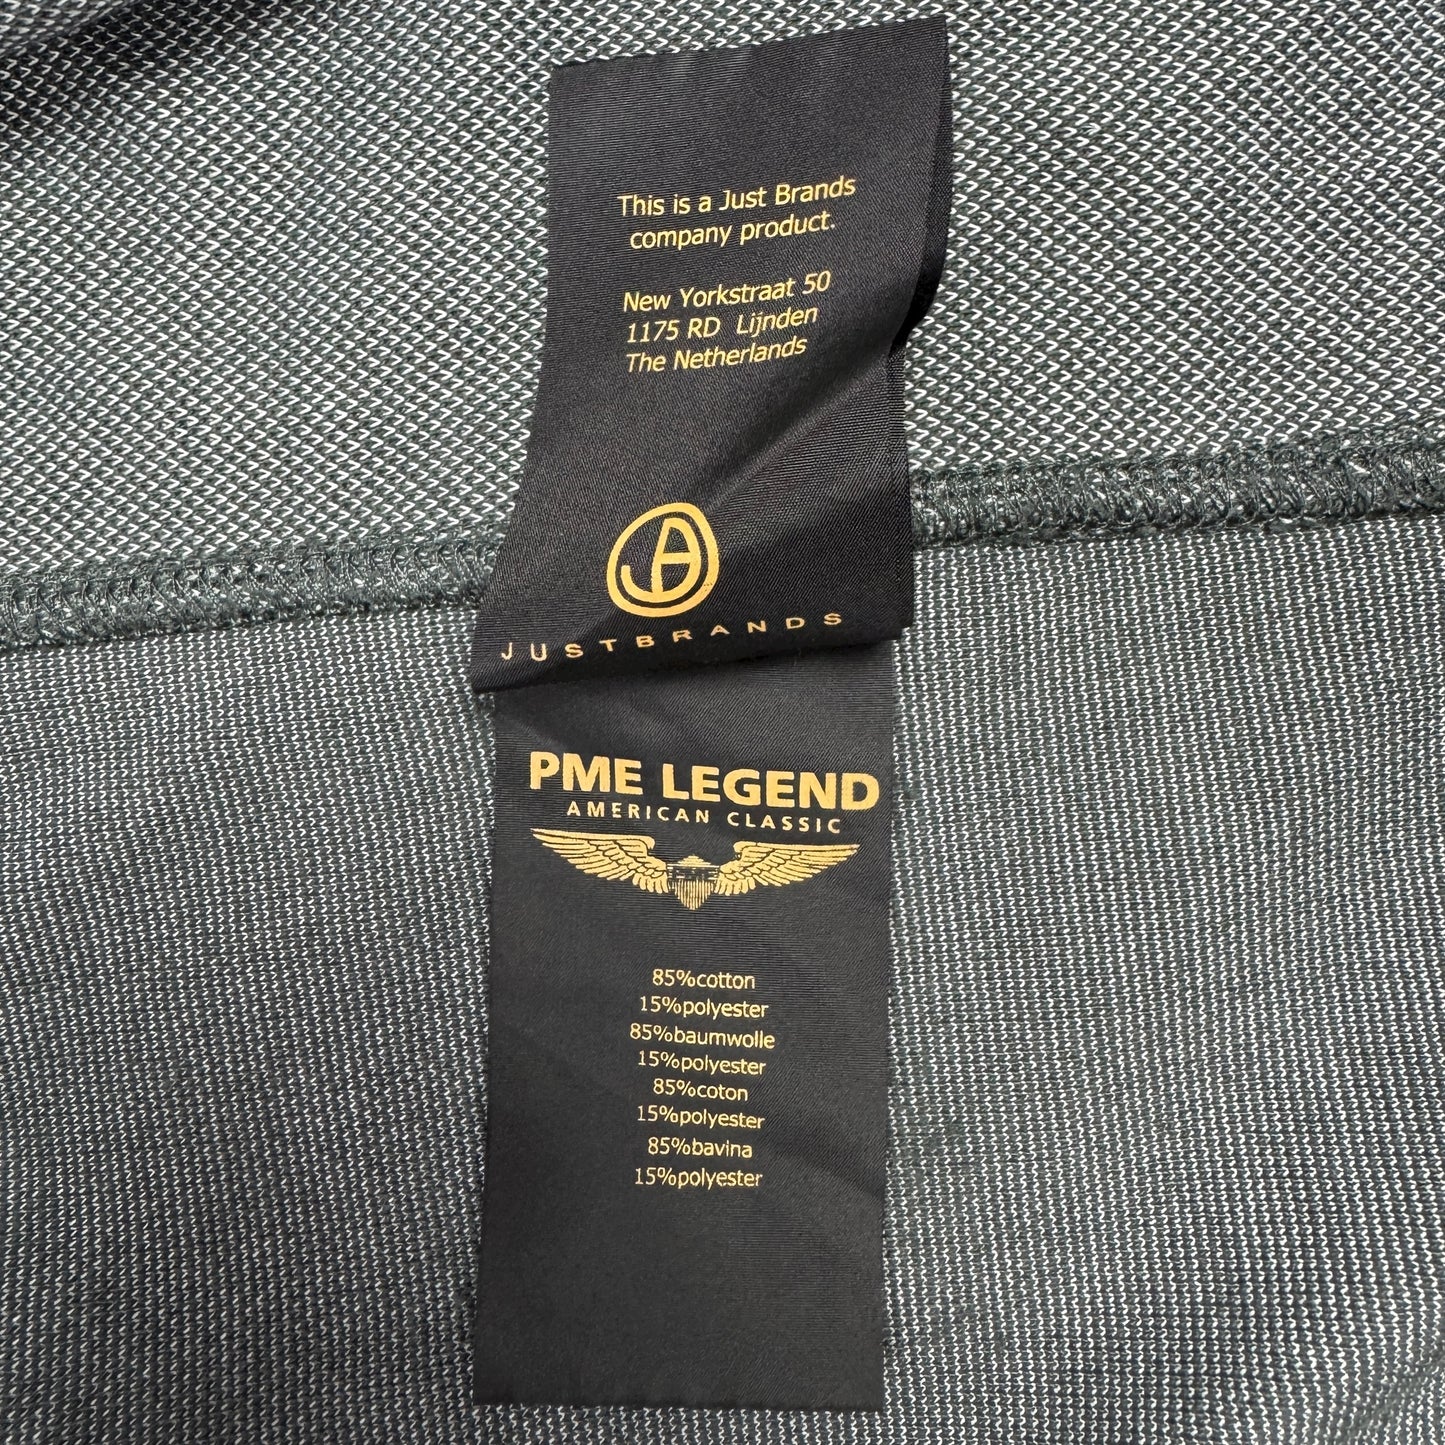 This is a Just Brands
company product.
New Yorkstraat 50
1175 RD Lijnden
The Netherlands
JUSTBRANDS
PME LEGEND
AMERICAN CLASSIC
85%cotton
15%polyester
85%baumwolle
15%polyester
85%coton
15%polyester
85%bavina
15%polyester